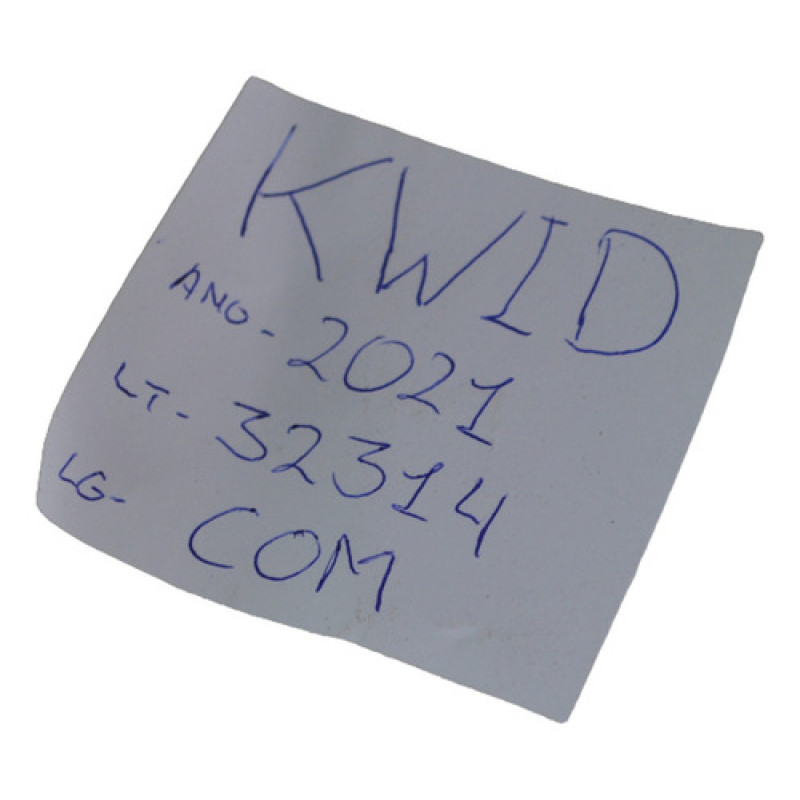 KWID
ANO- 2021
LT- 32314
LG- COM